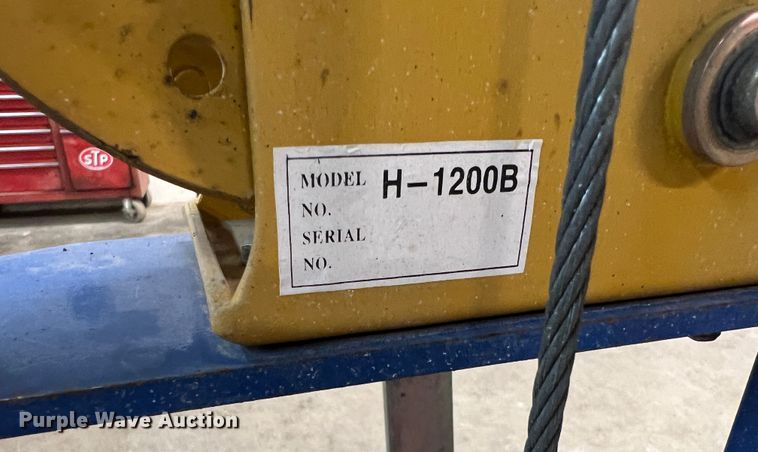 STP
MODEL H-1200B
NO.
SERIAL
NO.
Purple Wave Auction